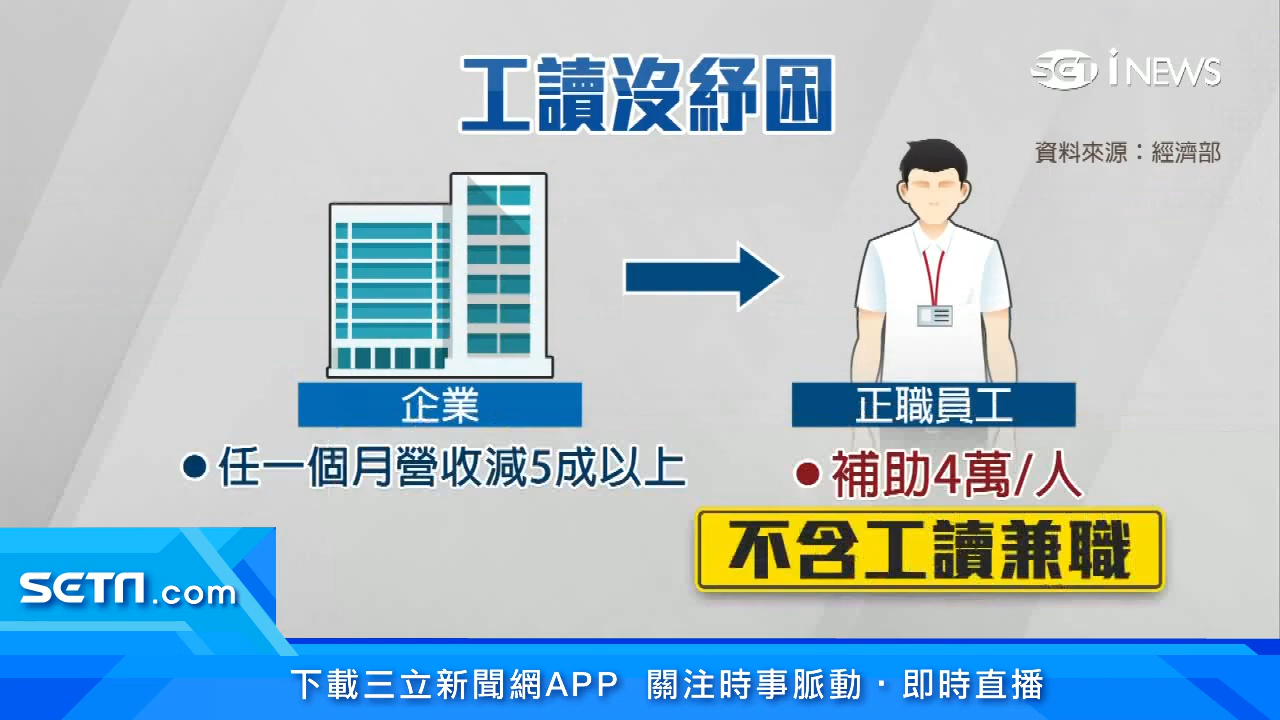 工讀沒紓困
SET iNEWS
資料來源：經濟部
企業
正職員工
●任一個月營收減5成以上
●補助4萬/人
不含工讀兼職
SETN.com
下載三立新聞網APP 關注時事脈動．即時直播